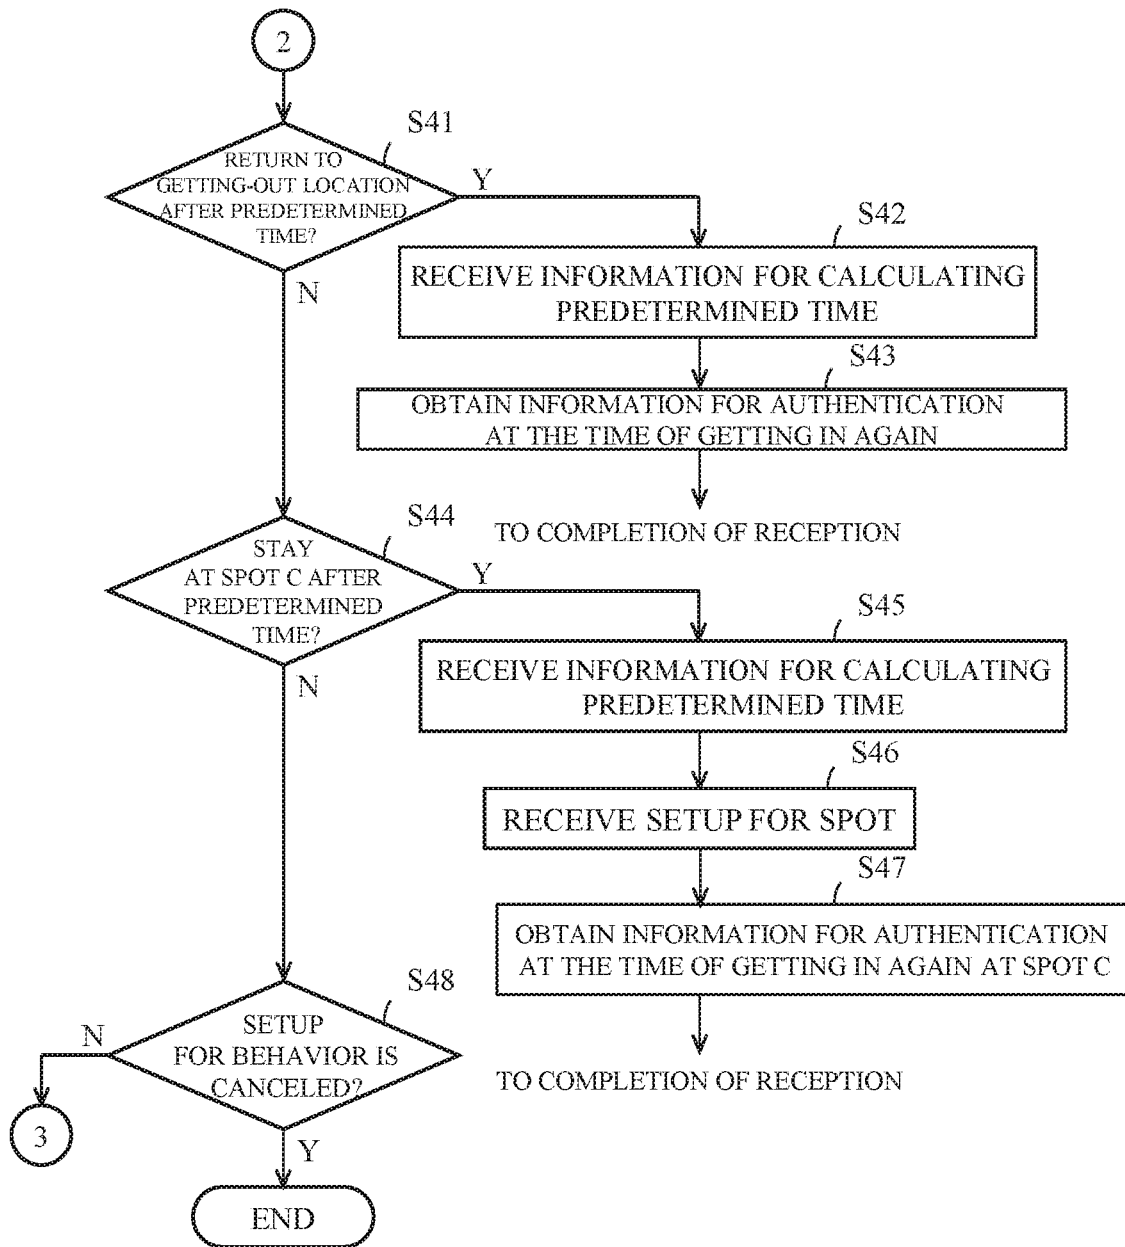 2
S41
RETURN TO
GETTING-OUT LOCATION
AFTER PREDETERMINED
TIME?
Y
N
S42
RECEIVE INFORMATION FOR CALCULATING
PREDETERMINED TIME
S43
OBTAIN INFORMATION FOR AUTHENTICATION
AT THE TIME OF GETTING IN AGAIN
TO COMPLETION OF RECEPTION
S44
STAY
AT SPOT C AFTER
PREDETERMINED
TIME?
Y
N
S45
RECEIVE INFORMATION FOR CALCULATING
PREDETERMINED TIME
S46
RECEIVE SETUP FOR SPOT
S47
OBTAIN INFORMATION FOR AUTHENTICATION
AT THE TIME OF GETTING IN AGAIN AT SPOT C
TO COMPLETION OF RECEPTION
S48
SETUP
FOR BEHAVIOR IS
CANCELED?
N
3
Y
END